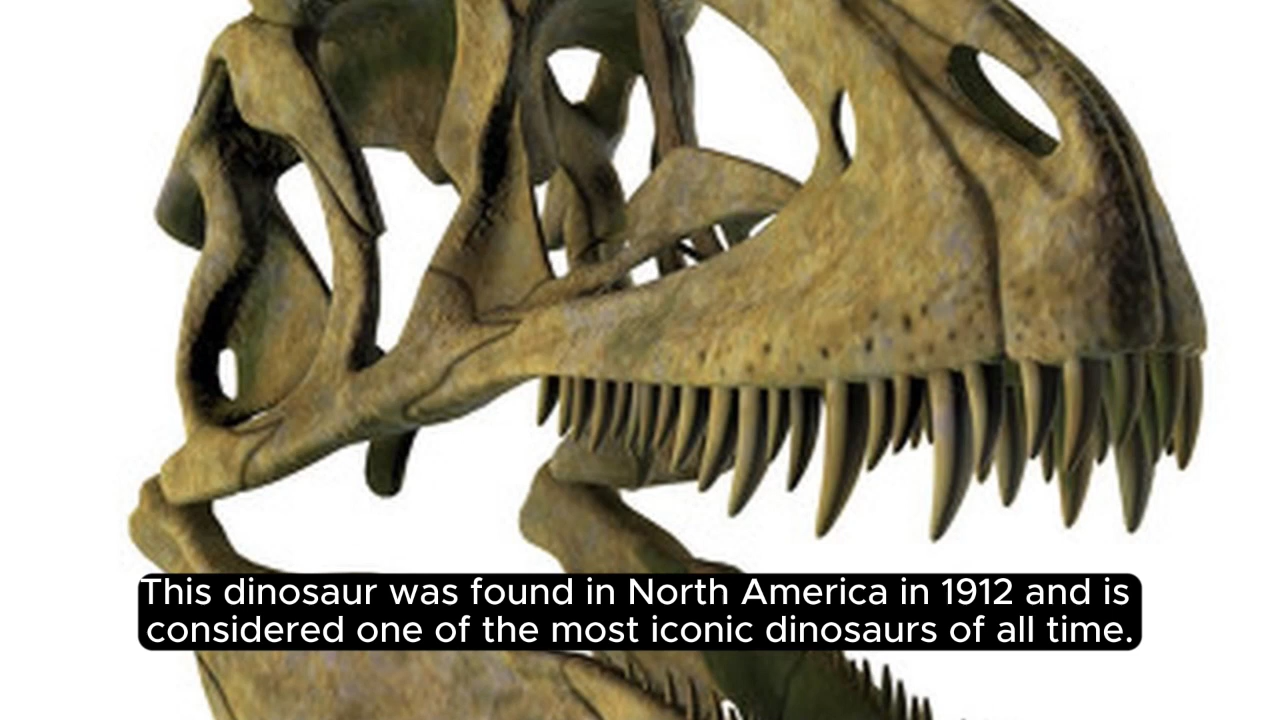 This dinosaur was found in North America in 1912 and is
considered one of the most iconic dinosaurs of all time.